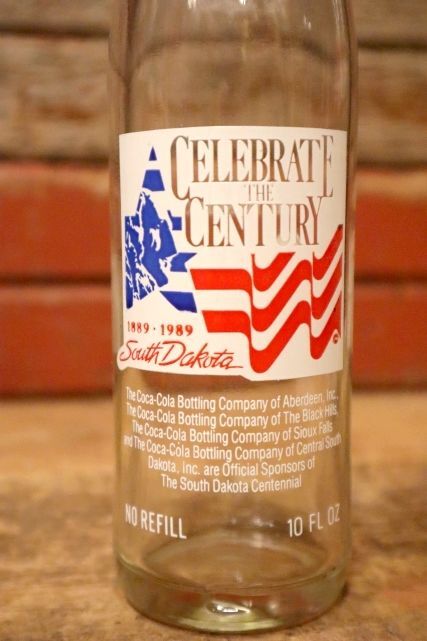 CELEBRATE
THE
CENTURY
1889 · 1989
South Dakota
The Coca-Cola Bottling Company of Aberdeen, Inc.,
The Coca-Cola Bottling Company of The Black Hills,
The Coca-Cola Bottling Company of Sioux Falls
and The Coca-Cola Bottling Company of Central South
Dakota, Inc. are Official Sponsors of
The South Dakota Centennial
NO REFILL 10 FL OZ